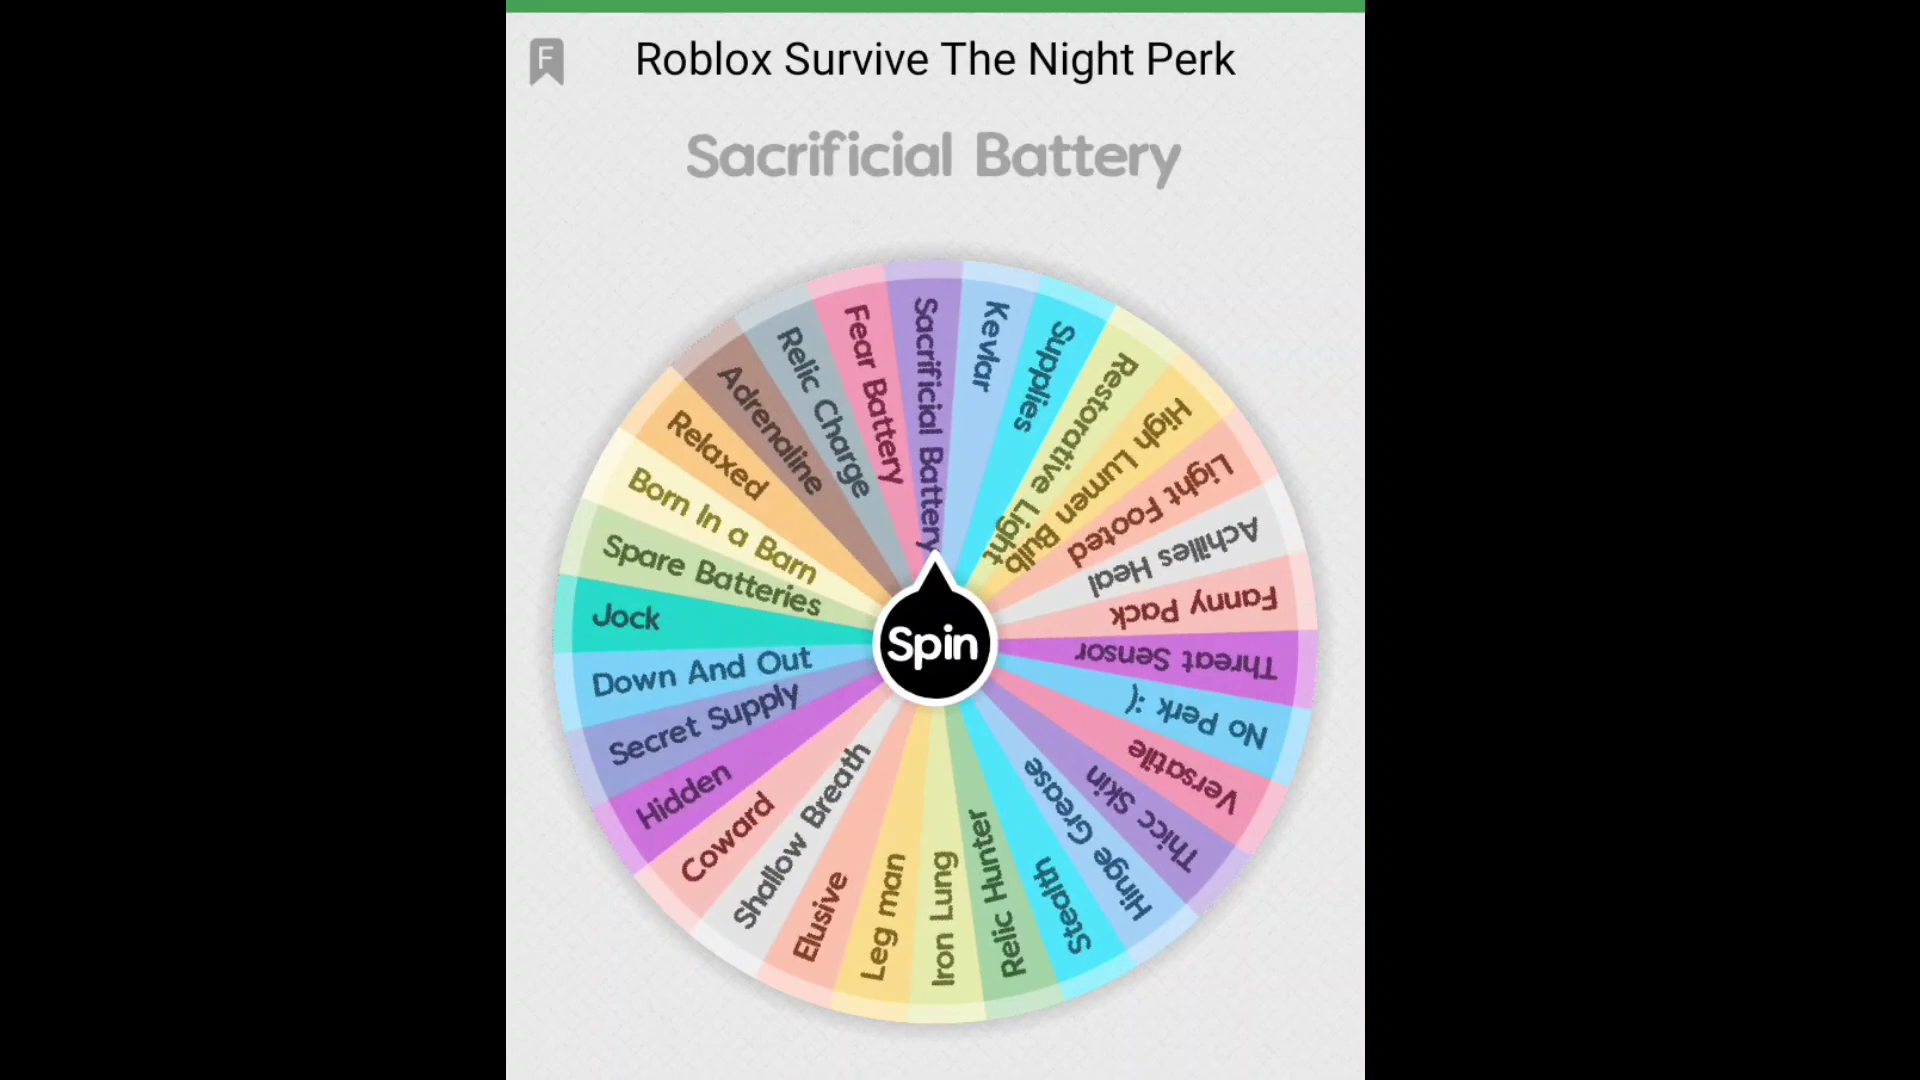 F
Roblox Survive The Night Perk
Sacrificial Battery
Sacrificial Battery
Kevlar
Supplies
Restorative Light
High Lumen Bulb
Light Footed
Achilles Heal
Fanny Pack
Threat Sensor
No Perk :(
Versatile
Thicc Skin
Hinge Grease
Stealth
Relic Hunter
Iron Lung
Leg man
Elusive
Shallow Breath
Coward
Hidden
Secret Supply
Down And Out
Jock
Spare Batteries
Born In a Barn
Relaxed
Adrenaline
Relic Charge
Fear Battery
Spin